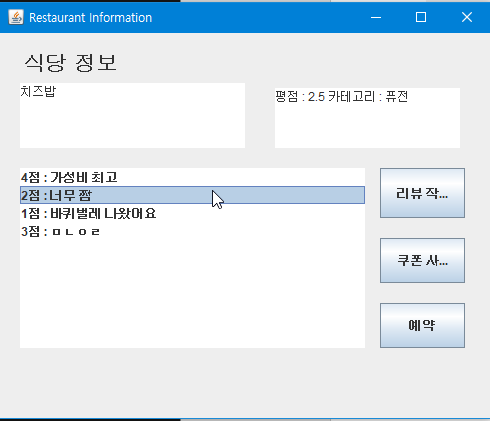 Restaurant Information
식당 정보
치즈밥
평점 : 2.5 카테고리 : 퓨전
4점 : 가성비 최고
2점 : 너무 짬
1점 : 바퀴벌레 나왔어요
3점 : ㅁㄴㅇㄹ
리뷰 작...
쿠폰 사...
예약